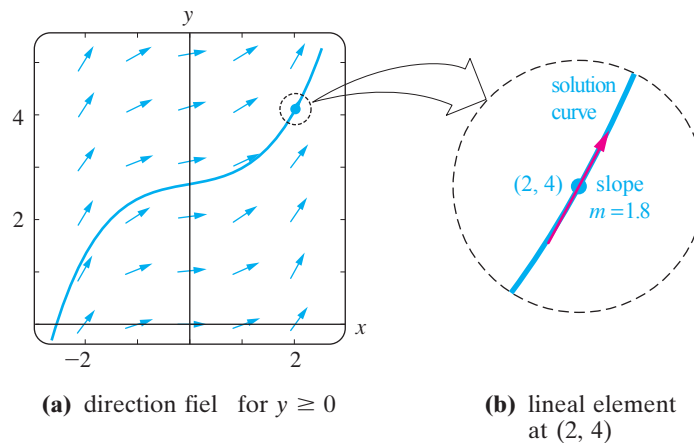 y
4
2
x
−2
2
solution
curve
(2, 4)
slope
m = 1.8
(a) direction fiel for y ≥ 0
(b) lineal element
at (2, 4)